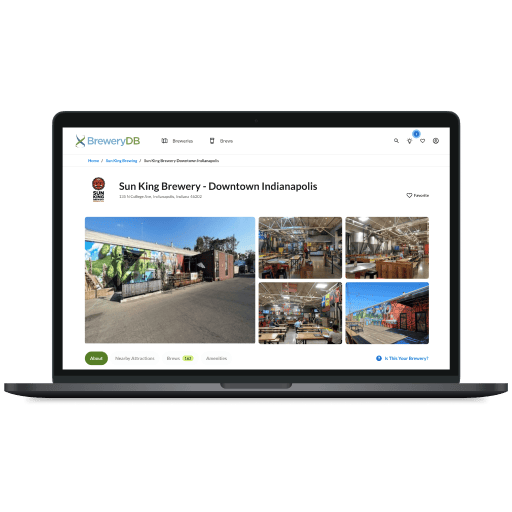 BreweryDB
Breweries
Brews
Home / Sun King Brewing / Sun King Brewery-Downtown Indianapolis
SUN
KING
Sun King Brewery - Downtown Indianapolis
135 N College Ave, Indianapolis, Indiana 46202
Favorite
About
Nearby Attractions
Brews 162
Amenities
Is This Your Brewery?